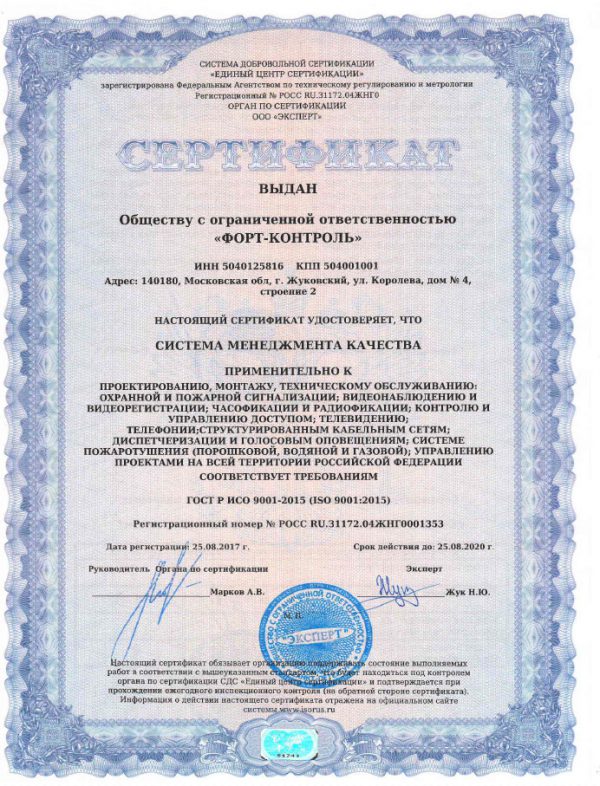 СИСТЕМА ДОБРОВОЛЬНОЙ СЕРТИФИКАЦИИ
«ЕДИНЫЙ ЦЕНТР СЕРТИФИКАЦИИ»
зарегистрирована Федеральным Агентством по техническому регулированию и метрологии
Регистрационный № РОСС RU.31172.04ЖНГ0
ОРГАН ПО СЕРТИФИКАЦИИ
ООО «ЭКСПЕРТ»
СЕРТИФИКАТ
ВЫДАН
Обществу с ограниченной ответственностью
«ФОРТ-КОНТРОЛЬ»
ИНН 5040125816 КПП 504001001
Адрес: 140180, Московская обл, г. Жуковский, ул. Королева, дом № 4,
строение 2
НАСТОЯЩИЙ СЕРТИФИКАТ УДОСТОВЕРЯЕТ, ЧТО
СИСТЕМА МЕНЕДЖМЕНТА КАЧЕСТВА
ПРИМЕНИТЕЛЬНО К
ПРОЕКТИРОВАНИЮ, МОНТАЖУ, ТЕХНИЧЕСКОМУ ОБСЛУЖИВАНИЮ:
ОХРАННОЙ И ПОЖАРНОЙ СИГНАЛИЗАЦИИ; ВИДЕОНАБЛЮДЕНИЮ И
ВИДЕОРЕГИСТРАЦИИ; ЧАСОФИКАЦИИ И РАДИОФИКАЦИИ; КОНТРОЛЮ И
УПРАВЛЕНИЮ ДОСТУПОМ; ТЕЛЕВИДЕНИЮ;
ТЕЛЕФОНИИ;СТРУКТУРИРОВАННЫМ КАБЕЛЬНЫМ СЕТЯМ;
ДИСПЕТЧЕРИЗАЦИИ И ГОЛОСОВЫМ ОПОВЕЩЕНИЯМ; СИСТЕМЕ
ПОЖАРОТУШЕНИЯ (ПОРОШКОВОЙ, ВОДЯНОЙ И ГАЗОВОЙ); УПРАВЛЕНИЮ
ПРОЕКТАМИ НА ВСЕЙ ТЕРРИТОРИИ РОССИЙСКОЙ ФЕДЕРАЦИИ
СООТВЕТСТВУЕТ ТРЕБОВАНИЯМ
ГОСТ Р ИСО 9001-2015 (ISO 9001:2015)
Регистрационный номер № РОСС RU.31172.04ЖНГ0001353
Дата регистрации: 25.08.2017 г. Срок действия до: 25.08.2020 г
Руководитель Органа по сертификации Эксперт
Марков А.В. Жук Н.Ю.
М. П.
"ЭКСПЕРТ"
Настоящий сертификат обязывает организацию поддерживать состояние выполняемых
работ в соответствии с вышеуказанным стандартом, что будет находиться под контролем
органа по сертификации СДС «Единый центр сертификации» и подтверждается при
прохождении ежегодного инспекционного контроля (на обратной стороне сертификата).
Информация о действии настоящего сертификата отражена на официальном сайте
системы www.isorus.ru